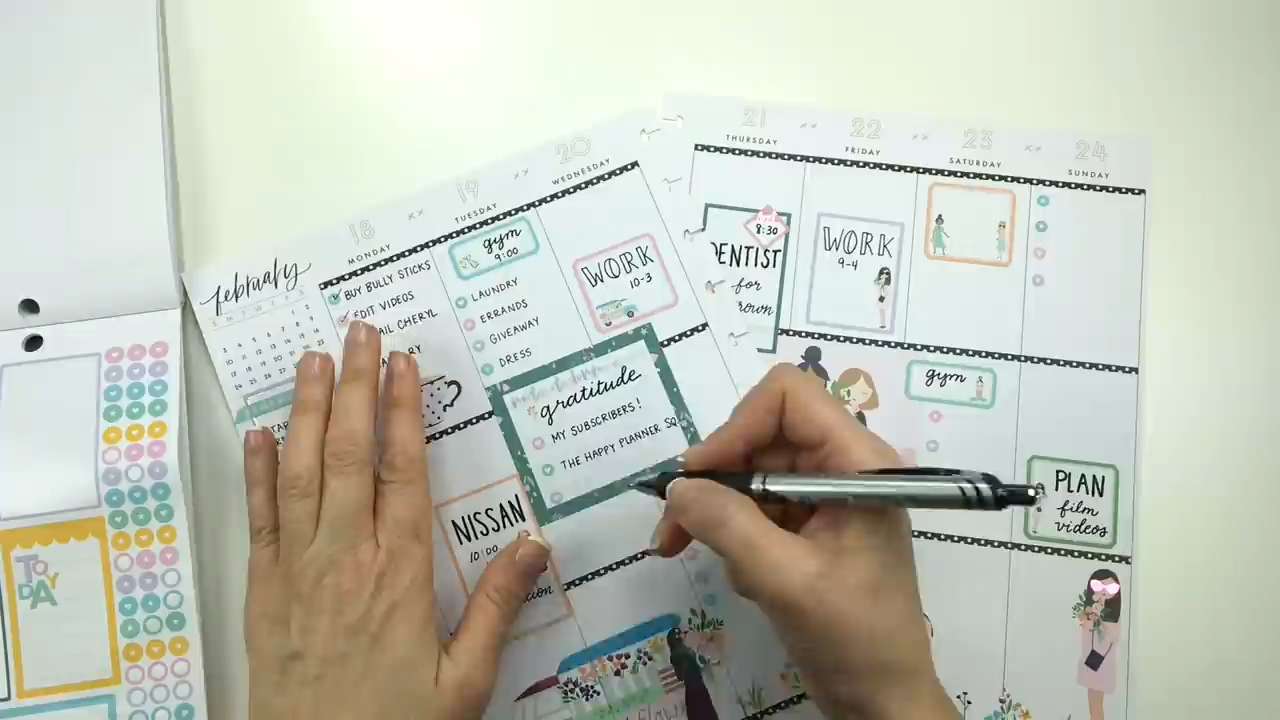 february
S M T W T F S
18
MONDAY
BUY BULLY STICKS
EDIT VIDEOS
AIL CHERYL
19
TUESDAY
gym
9:00
LAUNDRY
ERRANDS
GIVEAWAY
DRESS
20
WEDNESDAY
WORK
10-3
gratitude
MY SUBSCRIBERS!
THE HAPPY PLANNER SQ
NISSAN
10:00
21
THURSDAY
8:30
DENTIST
for
22
FRIDAY
WORK
9-4
23
SATURDAY
gym
24
SUNDAY
PLAN
film
videos
TODAY